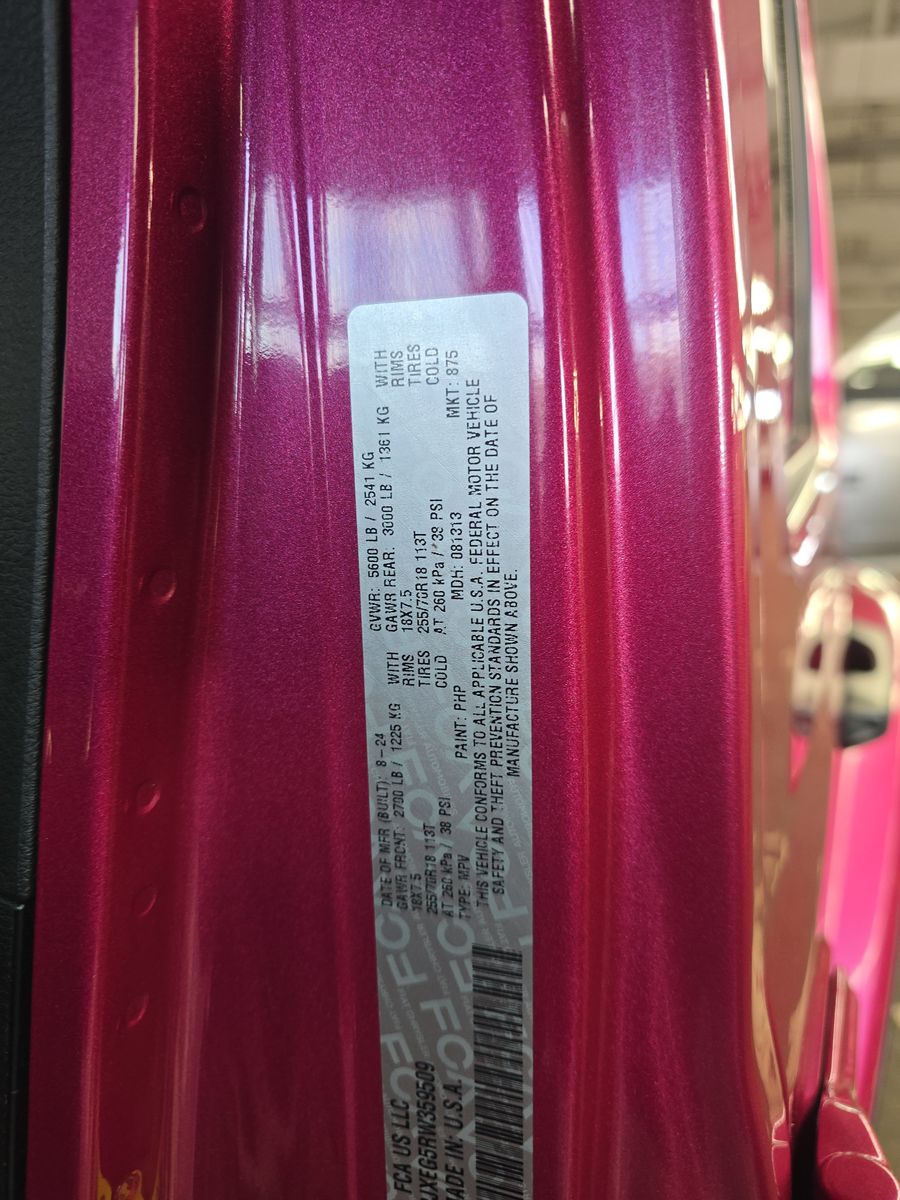 FCA US LLC
DATE OF MFR (BUILT): 8-24
GVWR: 5600 LB / 2541 KG
GAWR FRONT: 2700 LB / 1225 KG
WITH
GAWR REAR: 3000 LB / 1361 KG
WITH
18X7.5
RIMS
18X7.5
RIMS
255/70R18 113T
TIRES
255/70R18 113T
TIRES
AT 260 kPa / 38 PSI
COLD
AT 260 kPa / 38 PSI
COLD
JXEG5RW359509
MADE IN: U.S.A.
TYPE: MPV
PAINT: PHP
MDH: 081313
MKT: 875
THIS VEHICLE CONFORMS TO ALL APPLICABLE U.S.A. FEDERAL MOTOR VEHICLE
SAFETY AND THEFT PREVENTION STANDARDS IN EFFECT ON THE DATE OF
MANUFACTURE SHOWN ABOVE.